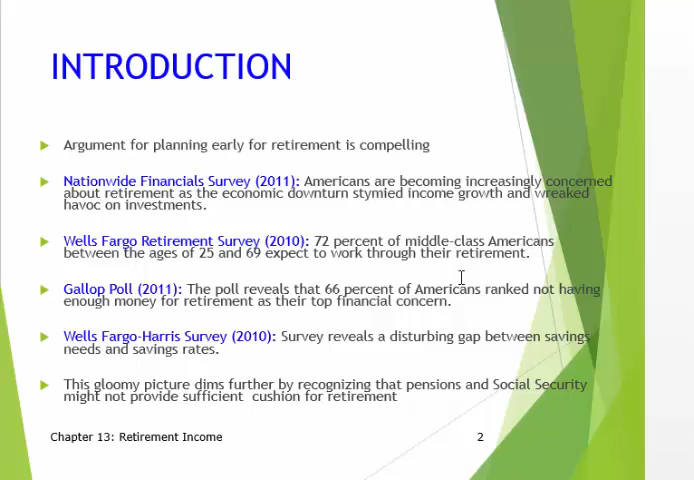 INTRODUCTION
Argument for planning early for retirement is compelling
Nationwide Financials Survey (2011): Americans are becoming increasingly concerned
about retirement as the economic downturn stymied income growth and wreaked
havoc on investments.
Wells Fargo Retirement Survey (2010): 72 percent of middle-class Americans
between the ages of 25 and 69 expect to work through their retirement.
Gallop Poll (2011): The poll reveals that 66 percent of Americans ranked not having
enough money for retirement as their top financial concern.
Wells Fargo-Harris Survey (2010): Survey reveals a disturbing gap between savings
needs and savings rates.
This gloomy picture dims further by recognizing that pensions and Social Security
might not provide sufficient cushion for retirement
Chapter 13: Retirement Income
2